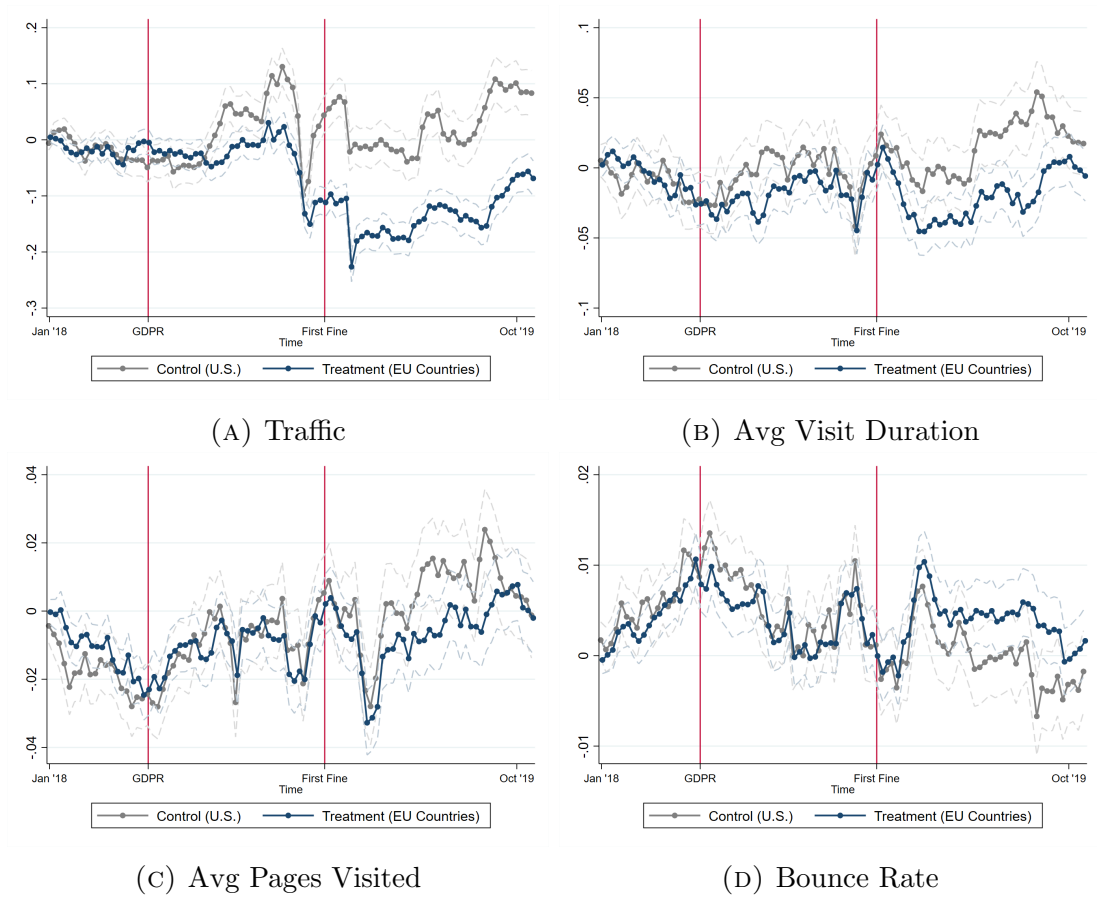 .2
.1
0
-.1
-.2
-.3
Jan '18 GDPR First Fine Oct '19
Time
Control (U.S.) Treatment (EU Countries)
(A) Traffic
.1
.05
0
-.05
-.1
Jan '18 GDPR First Fine Oct '19
Time
Control (U.S.) Treatment (EU Countries)
(B) Avg Visit Duration
.04
.02
0
-.02
-.04
Jan '18 GDPR First Fine Oct '19
Time
Control (U.S.) Treatment (EU Countries)
(C) Avg Pages Visited
.02
.01
0
-.01
Jan '18 GDPR First Fine Oct '19
Time
Control (U.S.) Treatment (EU Countries)
(D) Bounce Rate